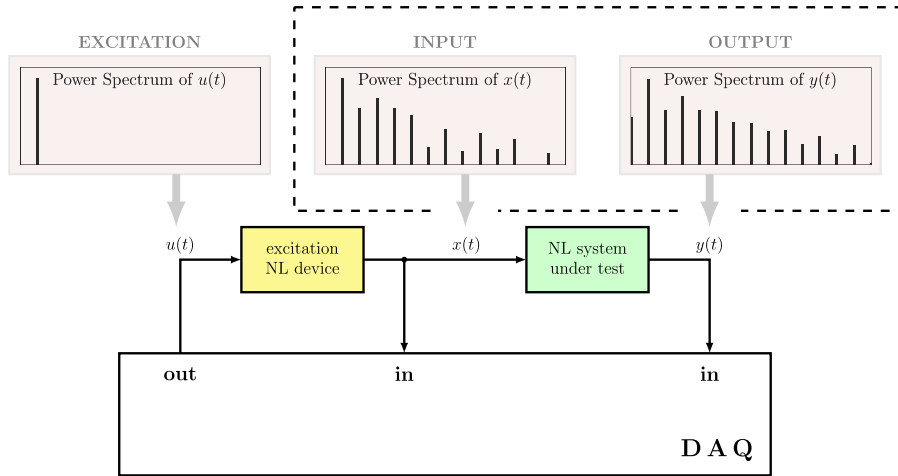 EXCITATION
INPUT
OUTPUT
Power Spectrum of u(t)
Power Spectrum of x(t)
Power Spectrum of y(t)
u(t)
excitation
NL device
x(t)
NL system
under test
y(t)
out
in
in
DAQ